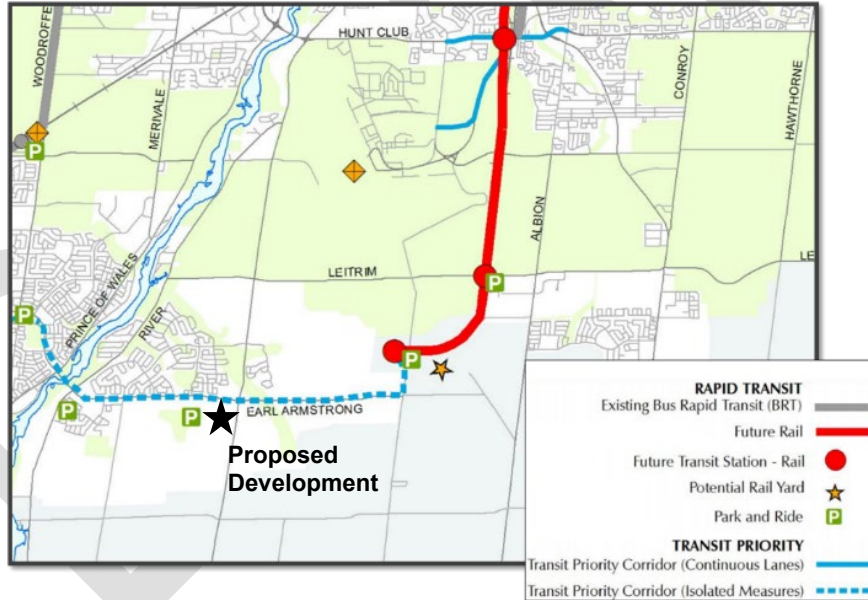 WOODROFFE
HUNT CLUB
MERIVALE
CONROY
HAWTHORNE
P
ALBION
LEITRIM
LE
P
PRINCE OF WALES
RIVER
P
P
P
P
EARL ARMSTRONG
Proposed
Development
RAPID TRANSIT
Existing Bus Rapid Transit (BRT)
Future Rail
Future Transit Station - Rail
Potential Rail Yard
Park and Ride P
TRANSIT PRIORITY
Transit Priority Corridor (Continuous Lanes)
Transit Priority Corridor (Isolated Measures)